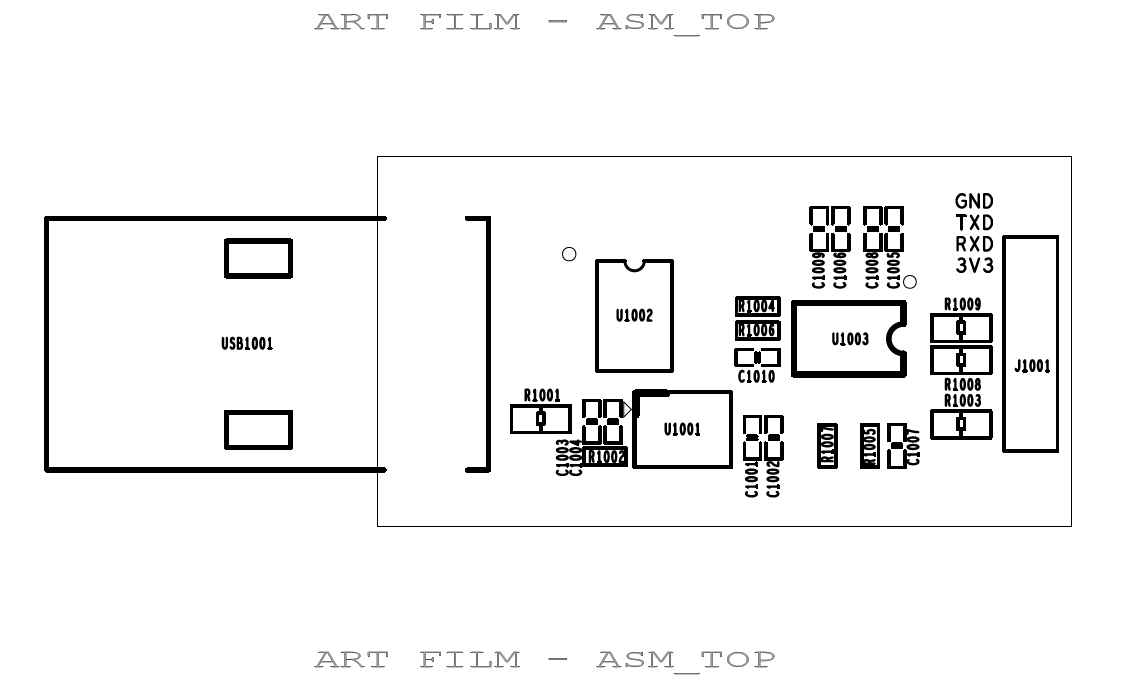 ART FILM - ASM_TOP
GND
TXD
RXD
3V3
C1009
C1006
C1008
C1005
R1004
R1009
U1002
R1006
U1003
USB1001
J1001
C1010
R1008
R1001
R1003
U1001
R1007
R1005
C1007
C1003
C1004
R1002
C1001
C1002
ART FILM - ASM_TOP